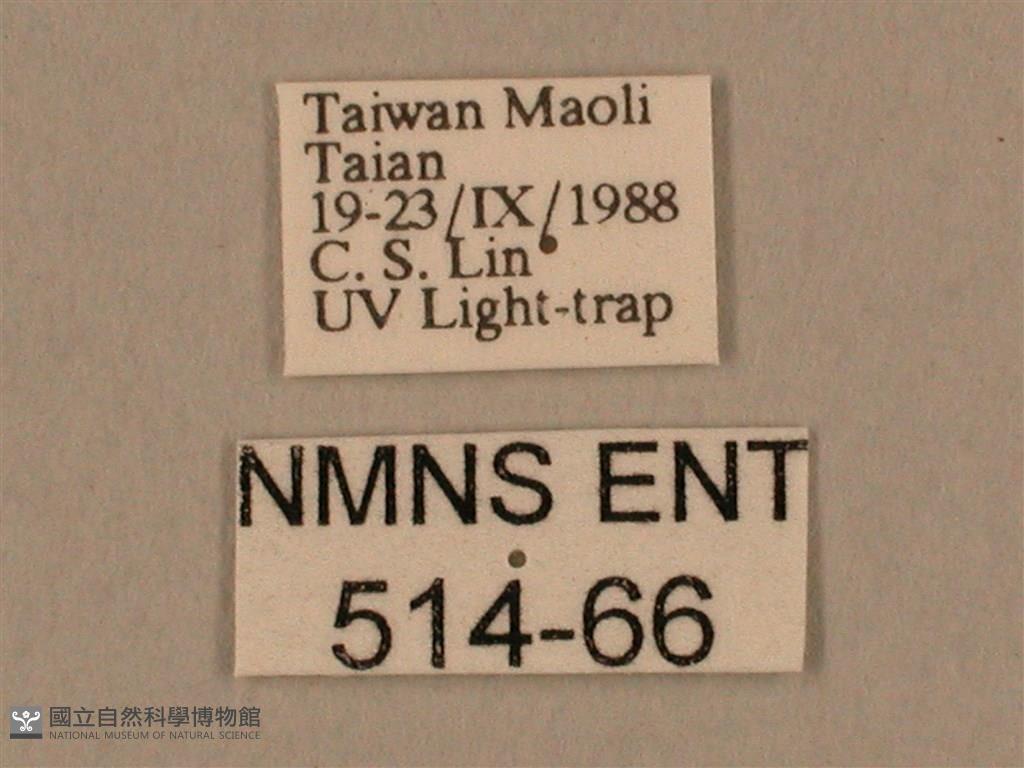 Taiwan Maoli
Taian
19-23/IX/1988
C. S. Lin
UV Light-trap
NMNS ENT
514-66
國立自然科學博物館
NATIONAL MUSEUM OF NATURAL SCIENCE